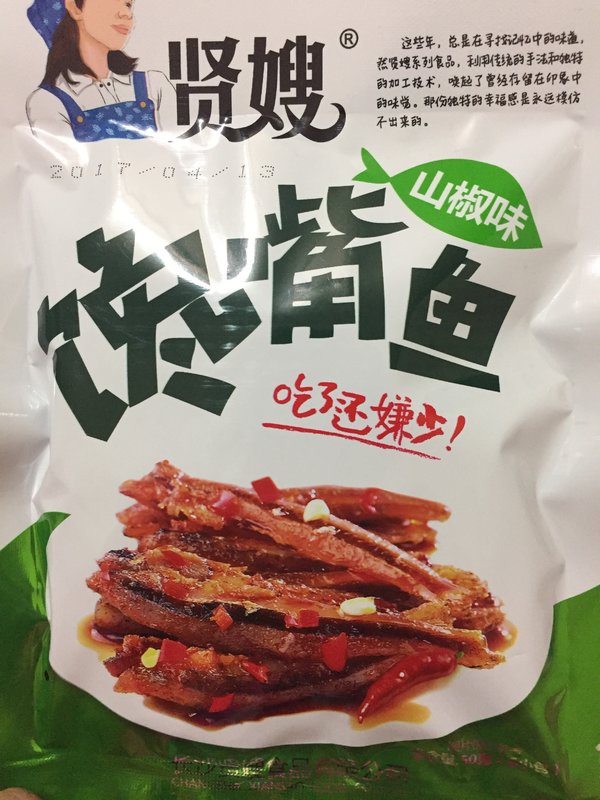 贤嫂®
这些年，总是在寻找记忆中的味道，
然贤嫂系列食品，利用传统的手法和独特
的加工技术，唤起了曾经存留在印象中
的味觉。那份独特的幸福感是永远模仿
不出来的。
2017/04/13
山椒味
馋嘴鱼
吃了还嫌少！